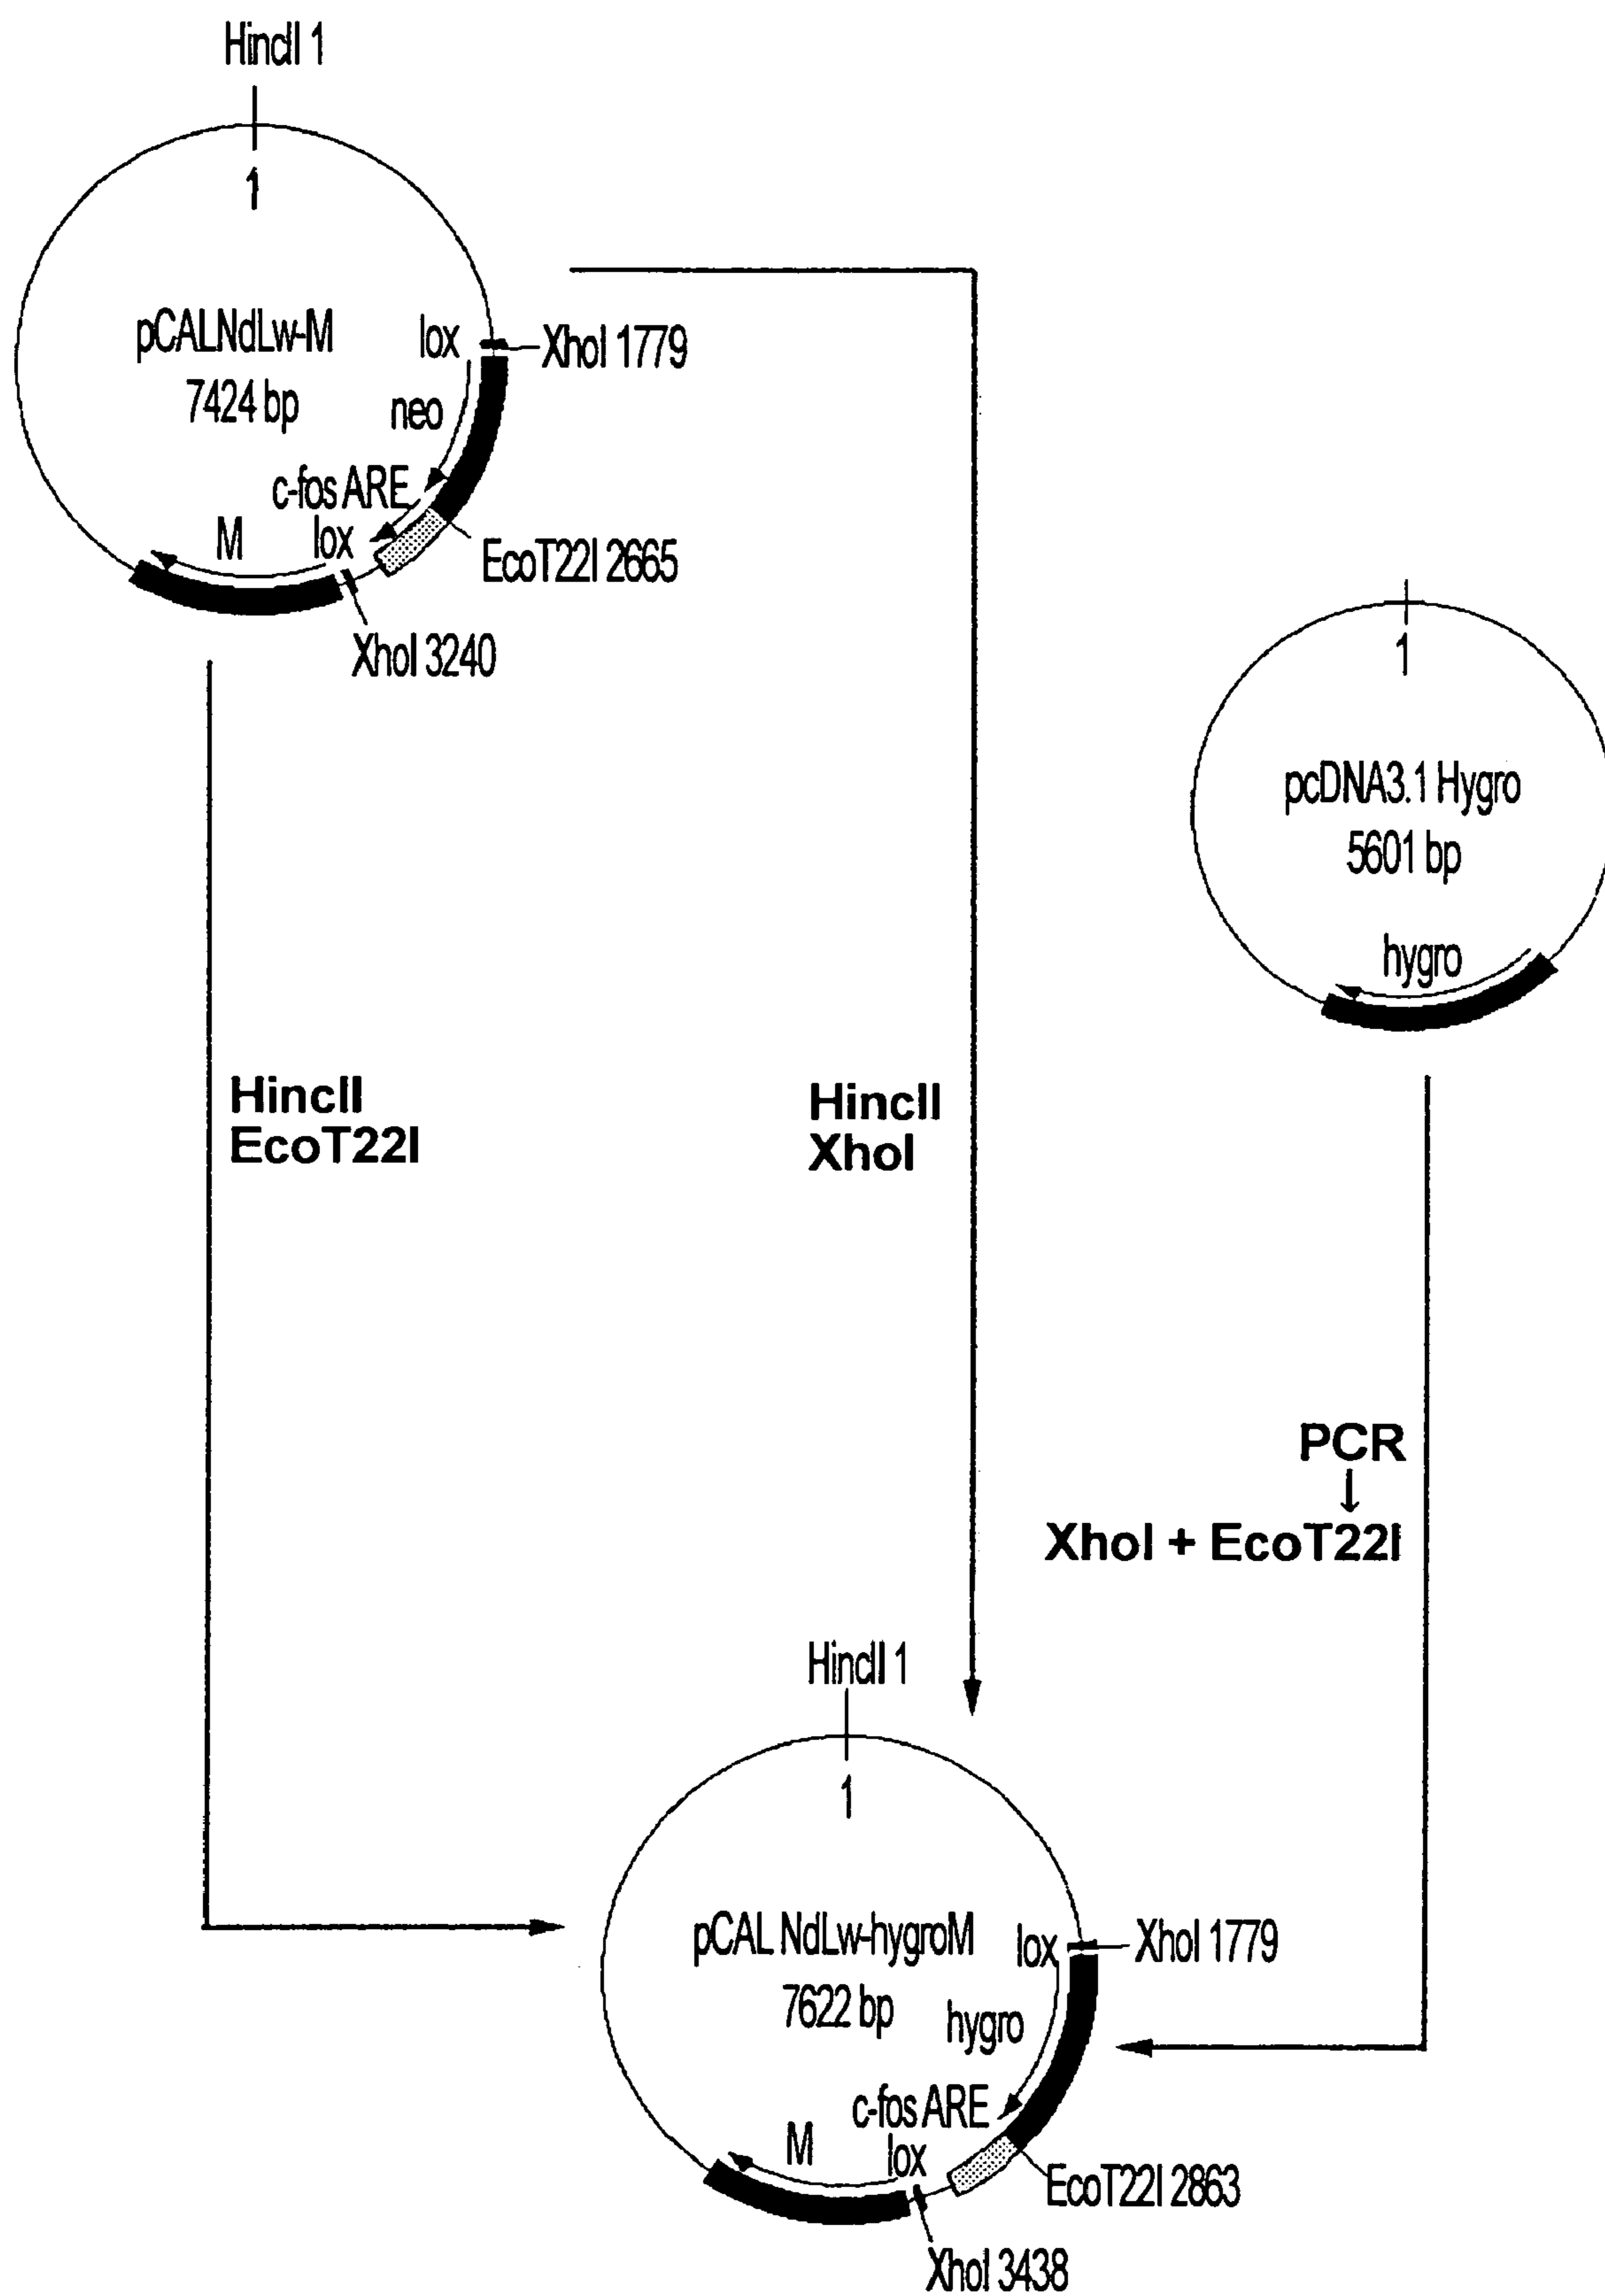 HincII 1
1
pCALNdLw-M
7424 bp
lox
XhoI 1779
neo
c-fos ARE
M
lox
EcoT22I 2665
XhoI 3240
1
pcDNA3.1 Hygro
5601 bp
hygro
HincII
EcoT22I
HincII
XhoI
PCR
↓
XhoI + EcoT22I
HincII 1
1
pCAL NdLw-hygroM
7622 bp
lox
XhoI 1779
hygro
c-fos ARE
M
lox
EcoT22I 2863
XhoI 3438